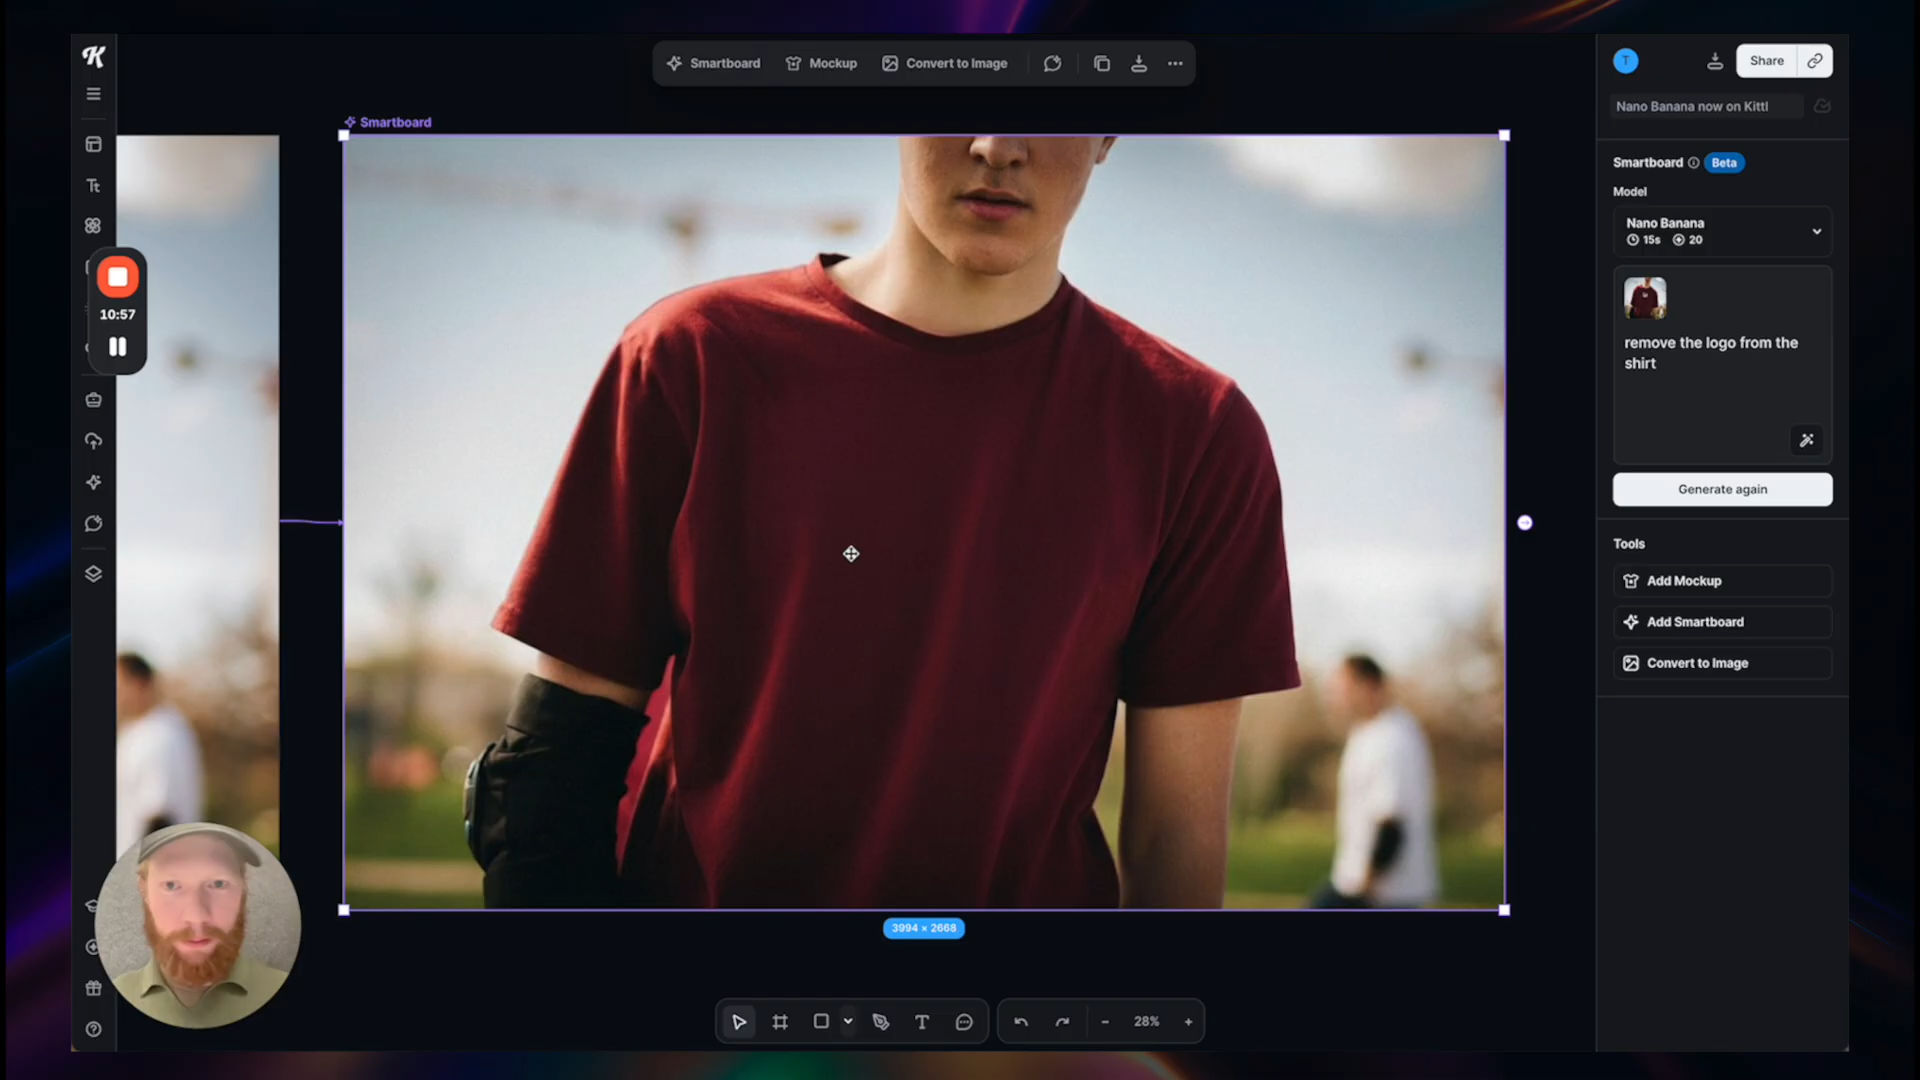 Smartboard
Mockup
Convert to Image
T
Share
Nano Banana now on Kittl
Smartboard
Smartboard
Beta
Model
Nano Banana
15s
20
remove the logo from the
shirt
Generate again
Tools
Add Mockup
Add Smartboard
Convert to Image
Tt
10:57
3994 × 2668
28%